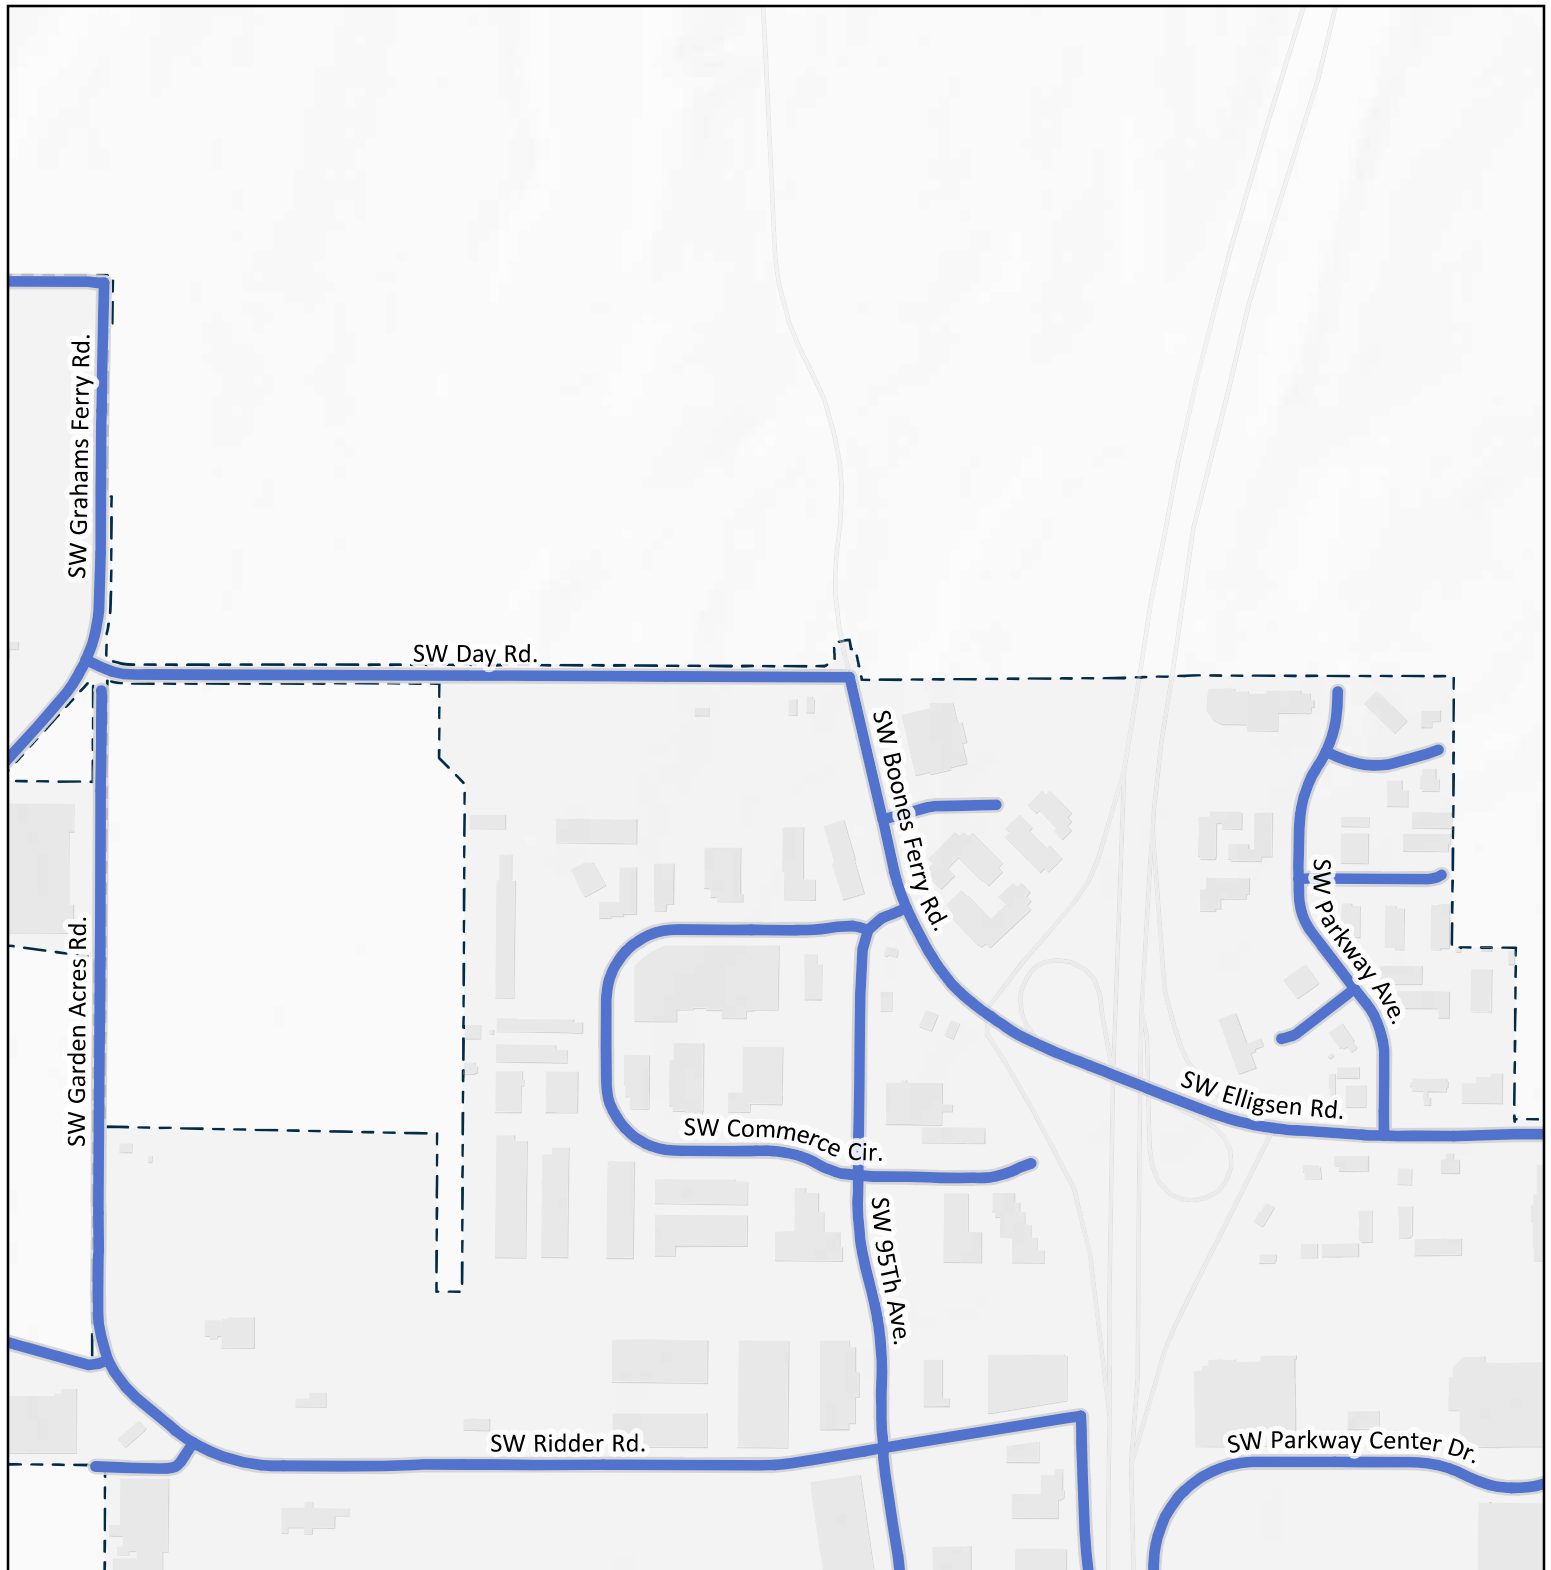 SW Grahams Ferry Rd.
SW Day Rd.
SW Boones Ferry Rd.
SW Parkway Ave.
SW Garden Acres Rd.
SW Elligsen Rd.
SW Commerce Cir.
SW 95Th Ave.
SW Ridder Rd.
SW Parkway Center Dr.